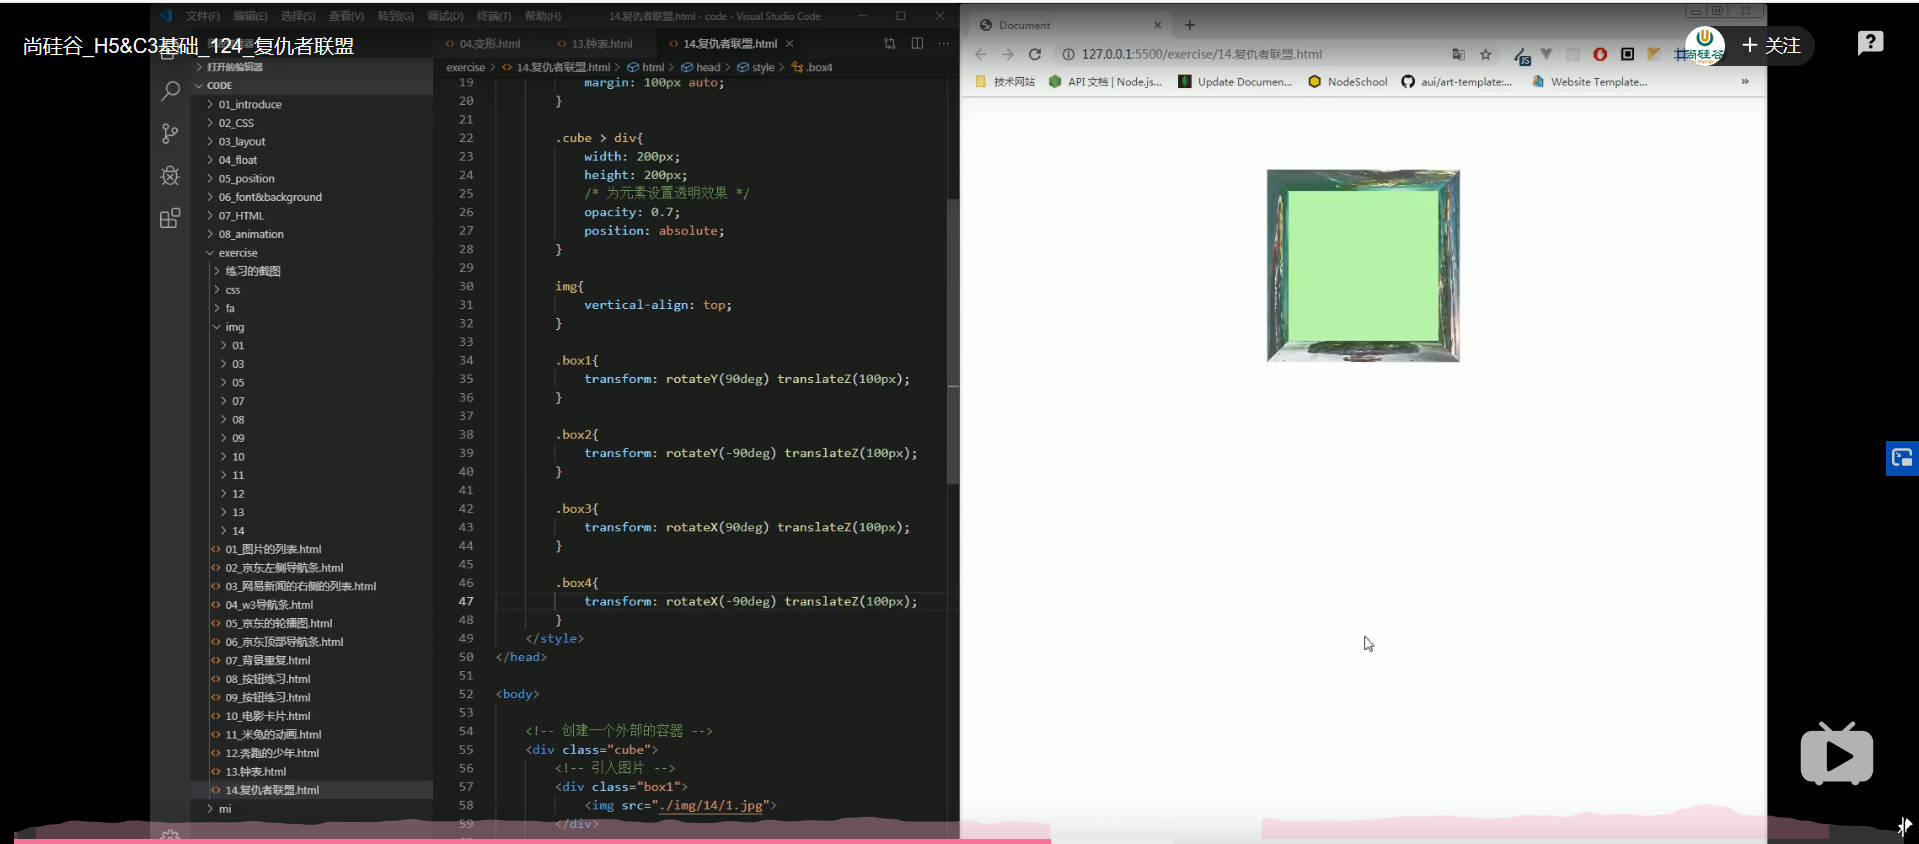 尚硅谷_H5&C3基础_124_复仇者联盟
文件(F) 编辑(E) 选择(S) 查看(V) 转到(G) 调试(D) 终端(T) 帮助(H) 14.复仇者联盟.html - code - Visual Studio Code
04.变形.html 13.钟表.html 14.复仇者联盟.html
exercise > 14.复仇者联盟.html > html > head > style > .box4
打开的编辑器
CODE
01_introduce
02_CSS
03_layout
04_float
05_position
06_font&background
07_HTML
08_animation
exercise
练习的截图
css
fa
img
01
03
05
07
08
09
10
11
12
13
14
01_图片的列表.html
02_京东左侧导航条.html
03_网易新闻的右侧的列表.html
04_w3导航条.html
05_京东的轮播图.html
06_京东顶部导航条.html
07_背景重复.html
08_按钮练习.html
09_按钮练习.html
10_电影卡片.html
11_米兔的动画.html
12.奔跑的少年.html
13.钟表.html
14.复仇者联盟.html
mi
19 margin: 100px auto;
20 }
21
22 .cube > div{
23 width: 200px;
24 height: 200px;
25 /* 为元素设置透明效果 */
26 opacity: 0.7;
27 position: absolute;
28 }
29
30 img{
31 vertical-align: top;
32 }
33
34 .box1{
35 transform: rotateY(90deg) translateZ(100px);
36 }
37
38 .box2{
39 transform: rotateY(-90deg) translateZ(100px);
40 }
41
42 .box3{
43 transform: rotateX(90deg) translateZ(100px);
44 }
45
46 .box4{
47 transform: rotateX(-90deg) translateZ(100px);
48 }
49 </style>
50 </head>
51
52 <body>
53
54 <!-- 创建一个外部的容器 -->
55 <div class="cube">
56 <!-- 引入图片 -->
57 <div class="box1">
58 <img src="./img/14/1.jpg">
59 </div>
Document
127.0.0.1:5500/exercise/14.复仇者联盟.html
技术网站 API 文档 | Node.js... Update Documen... NodeSchool aui/art-template:... Website Template... »
尚硅谷
+ 关注